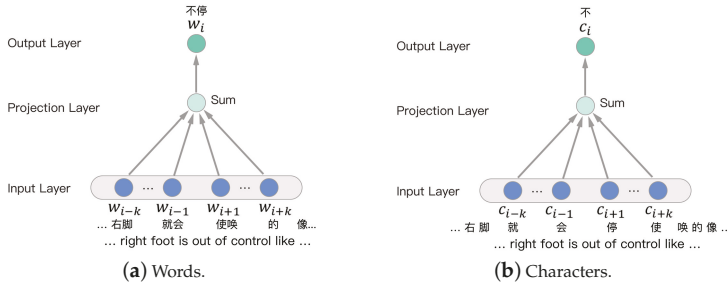 不停
w_i
Output Layer
Projection Layer
Sum
Input Layer
... ...
w_{i-k} w_{i-1} w_{i+1} w_{i+k}
... 右脚 就会 使唤 的 像...
... right foot is out of control like ...
(a) Words.
不
c_i
Output Layer
Projection Layer
Sum
Input Layer
... ...
c_{i-k} c_{i-1} c_{i+1} c_{i+k}
... 右 脚 就 会 停 使 唤 的 像 ...
... right foot is out of control like ...
(b) Characters.